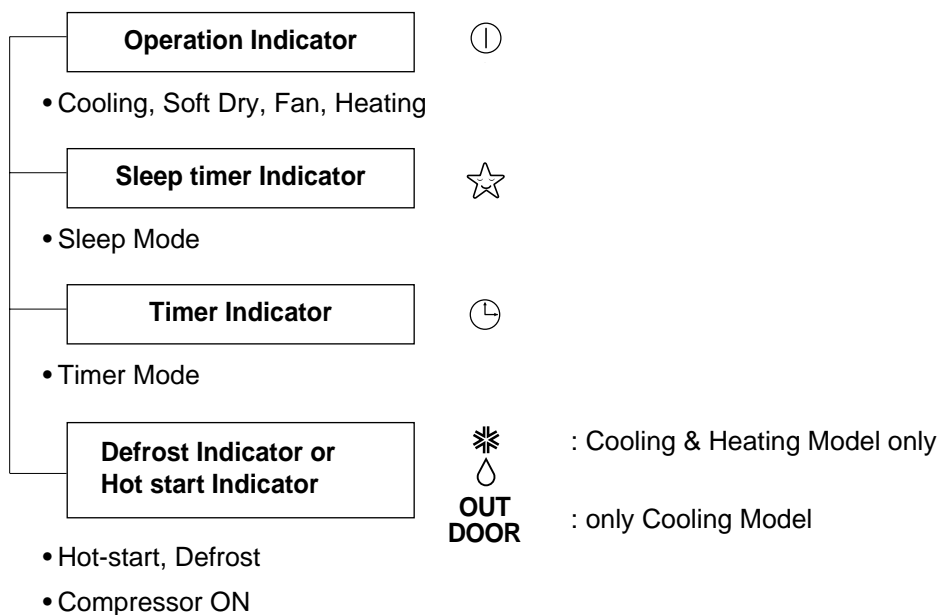 Operation Indicator
• Cooling, Soft Dry, Fan, Heating
Sleep timer Indicator
• Sleep Mode
Timer Indicator
• Timer Mode
Defrost Indicator or
Hot start Indicator
: Cooling & Heating Model only
OUT
DOOR
: only Cooling Model
• Hot-start, Defrost
• Compressor ON